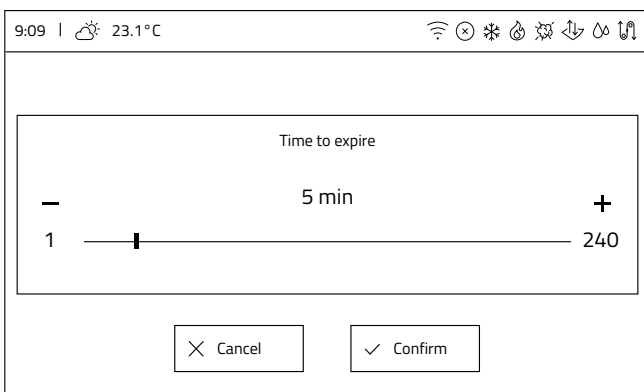 9:09 | 23.1°C
Time to expire
− 5 min +
1 240
Cancel Confirm